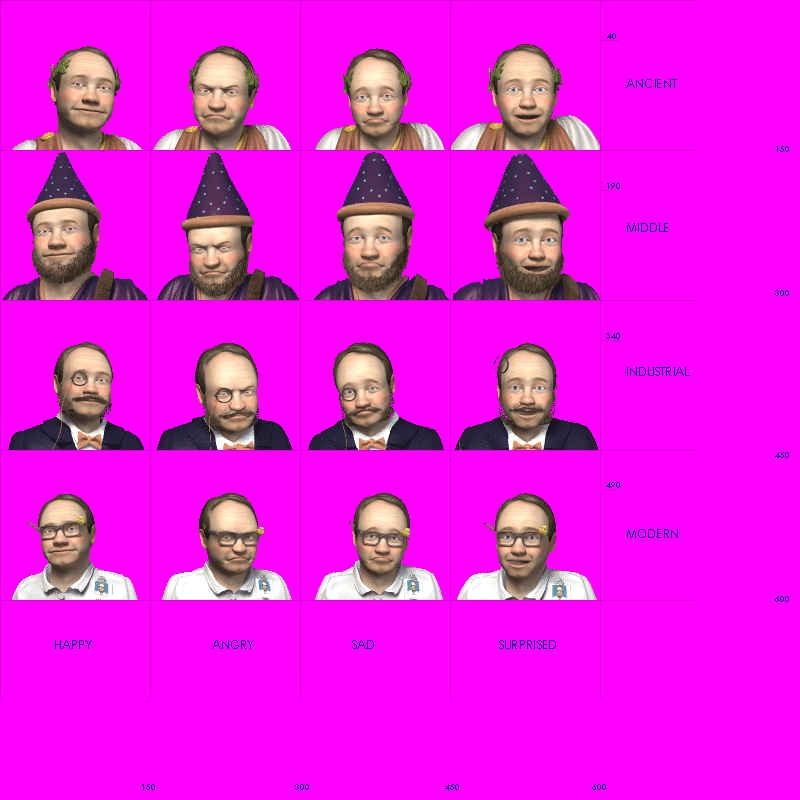 40
ANCIENT
150
190
MIDDLE
300
340
INDUSTRIAL
450
490
MODERN
600
HAPPY
ANGRY
SAD
SURPRISED
150
300
450
600